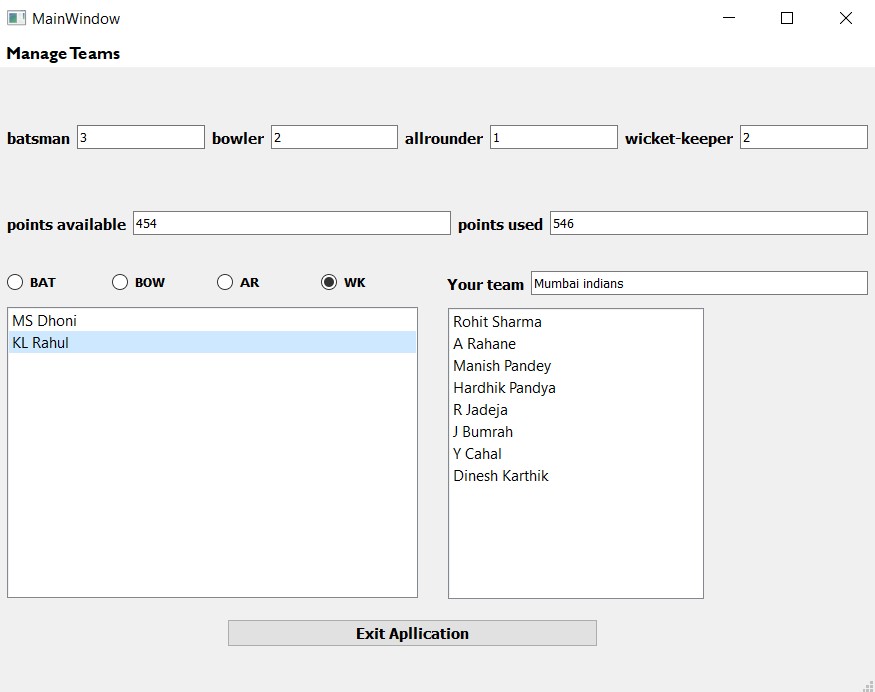 MainWindow
Manage Teams
batsman 3 bowler 2 allrounder 1 wicket-keeper 2
points available 454 points used 546
BAT BOW AR WK
Your team Mumbai indians
MS Dhoni
KL Rahul
Rohit Sharma
A Rahane
Manish Pandey
Hardhik Pandya
R Jadeja
J Bumrah
Y Cahal
Dinesh Karthik
Exit Apllication